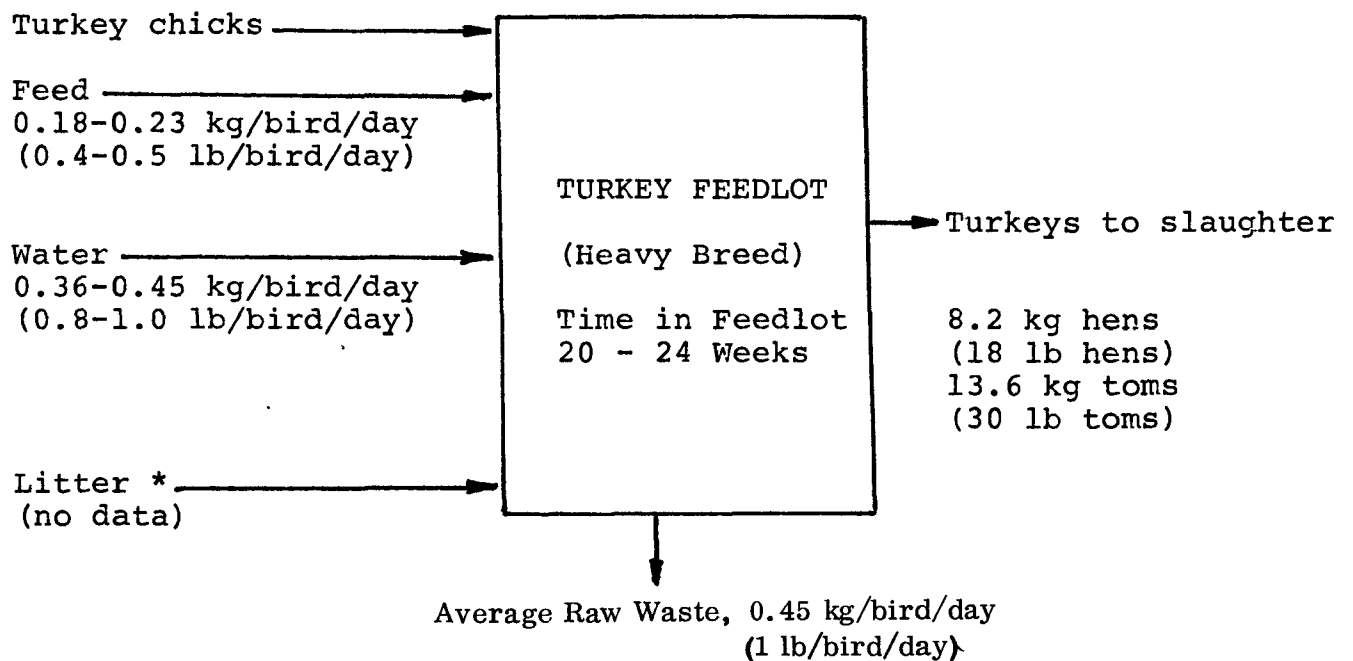 Turkey chicks
Feed
0.18-0.23 kg/bird/day
(0.4-0.5 lb/bird/day)
Water
0.36-0.45 kg/bird/day
(0.8-1.0 lb/bird/day)
Litter *
(no data)
TURKEY FEEDLOT
(Heavy Breed)
Time in Feedlot
20 - 24 Weeks
Turkeys to slaughter
8.2 kg hens
(18 lb hens)
13.6 kg toms
(30 lb toms)
Average Raw Waste, 0.45 kg/bird/day
(1 lb/bird/day)